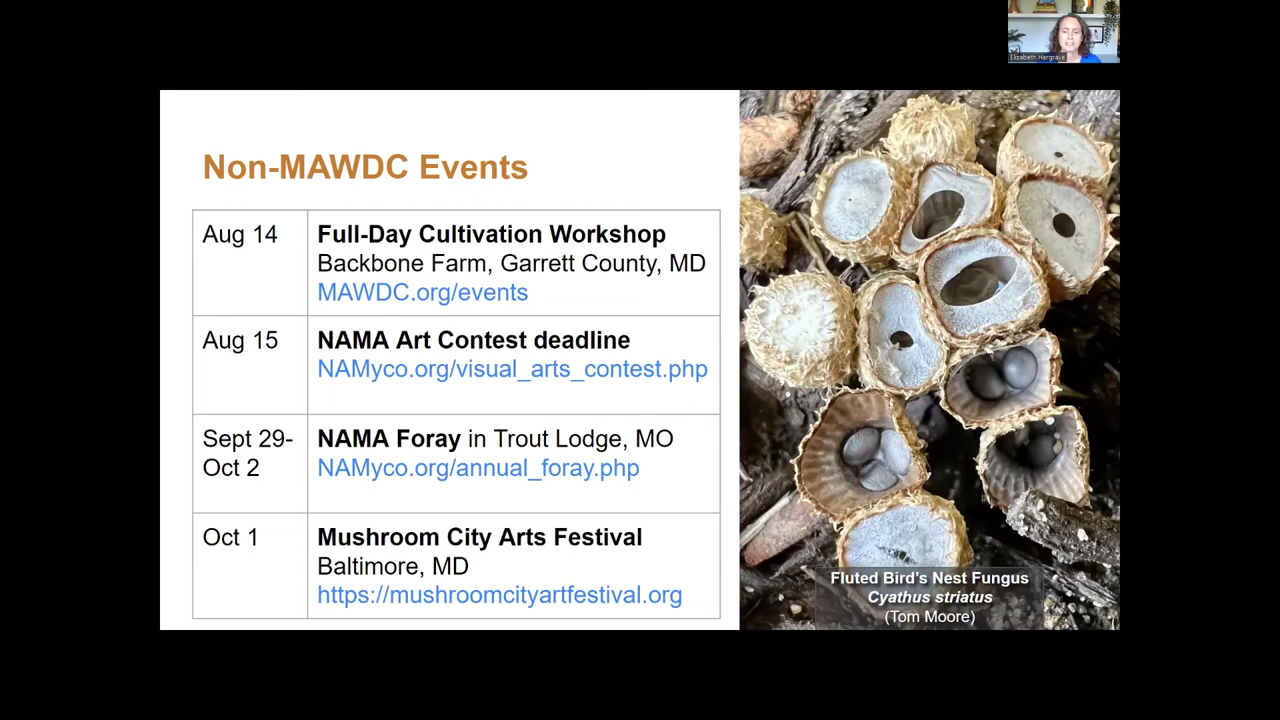 Elizabeth Hargrave
Non-MAWDC Events
Aug 14
Full-Day Cultivation Workshop
Backbone Farm, Garrett County, MD
MAWDC.org/events
Aug 15
NAMA Art Contest deadline
NAMyco.org/visual_arts_contest.php
Sept 29-
Oct 2
NAMA Foray in Trout Lodge, MO
NAMyco.org/annual_foray.php
Oct 1
Mushroom City Arts Festival
Baltimore, MD
https://mushroomcityartfestival.org
Fluted Bird's Nest Fungus
Cyathus striatus
(Tom Moore)